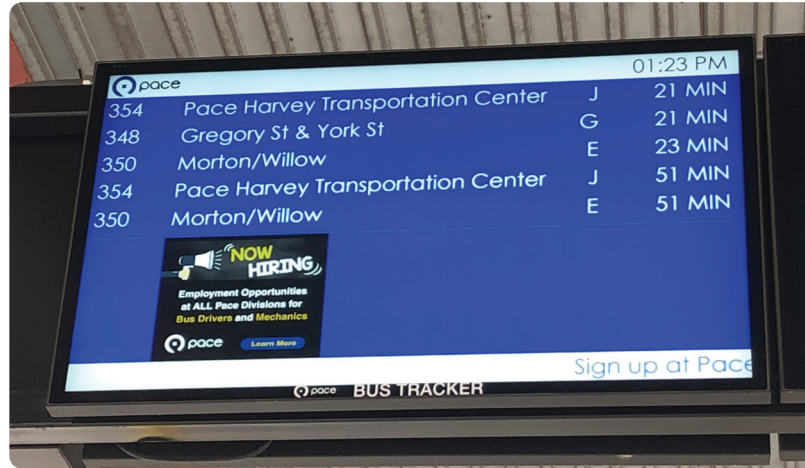 pace 01:23 PM
354 Pace Harvey Transportation Center J 21 MIN
348 Gregory St & York St G 21 MIN
350 Morton/Willow E 23 MIN
354 Pace Harvey Transportation Center J 51 MIN
350 Morton/Willow E 51 MIN
NOW
HIRING
Employment Opportunities
at ALL Pace Divisions for
Bus Drivers and Mechanics
pace Learn More
Sign up at Pace
pace BUS TRACKER